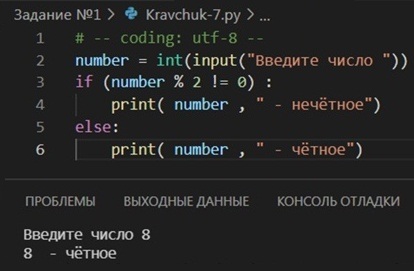 Задание №1 > Kravchuk-7.py > ...
1 # -- coding: utf-8 --
2 number = int(input("Введите число "))
3 if (number % 2 != 0) :
4 print( number , " - нечётное")
5 else:
6 print( number , " - чётное")
ПРОБЛЕМЫ ВЫХОДНЫЕ ДАННЫЕ КОНСОЛЬ ОТЛАДКИ
Введите число 8
8  - чётное